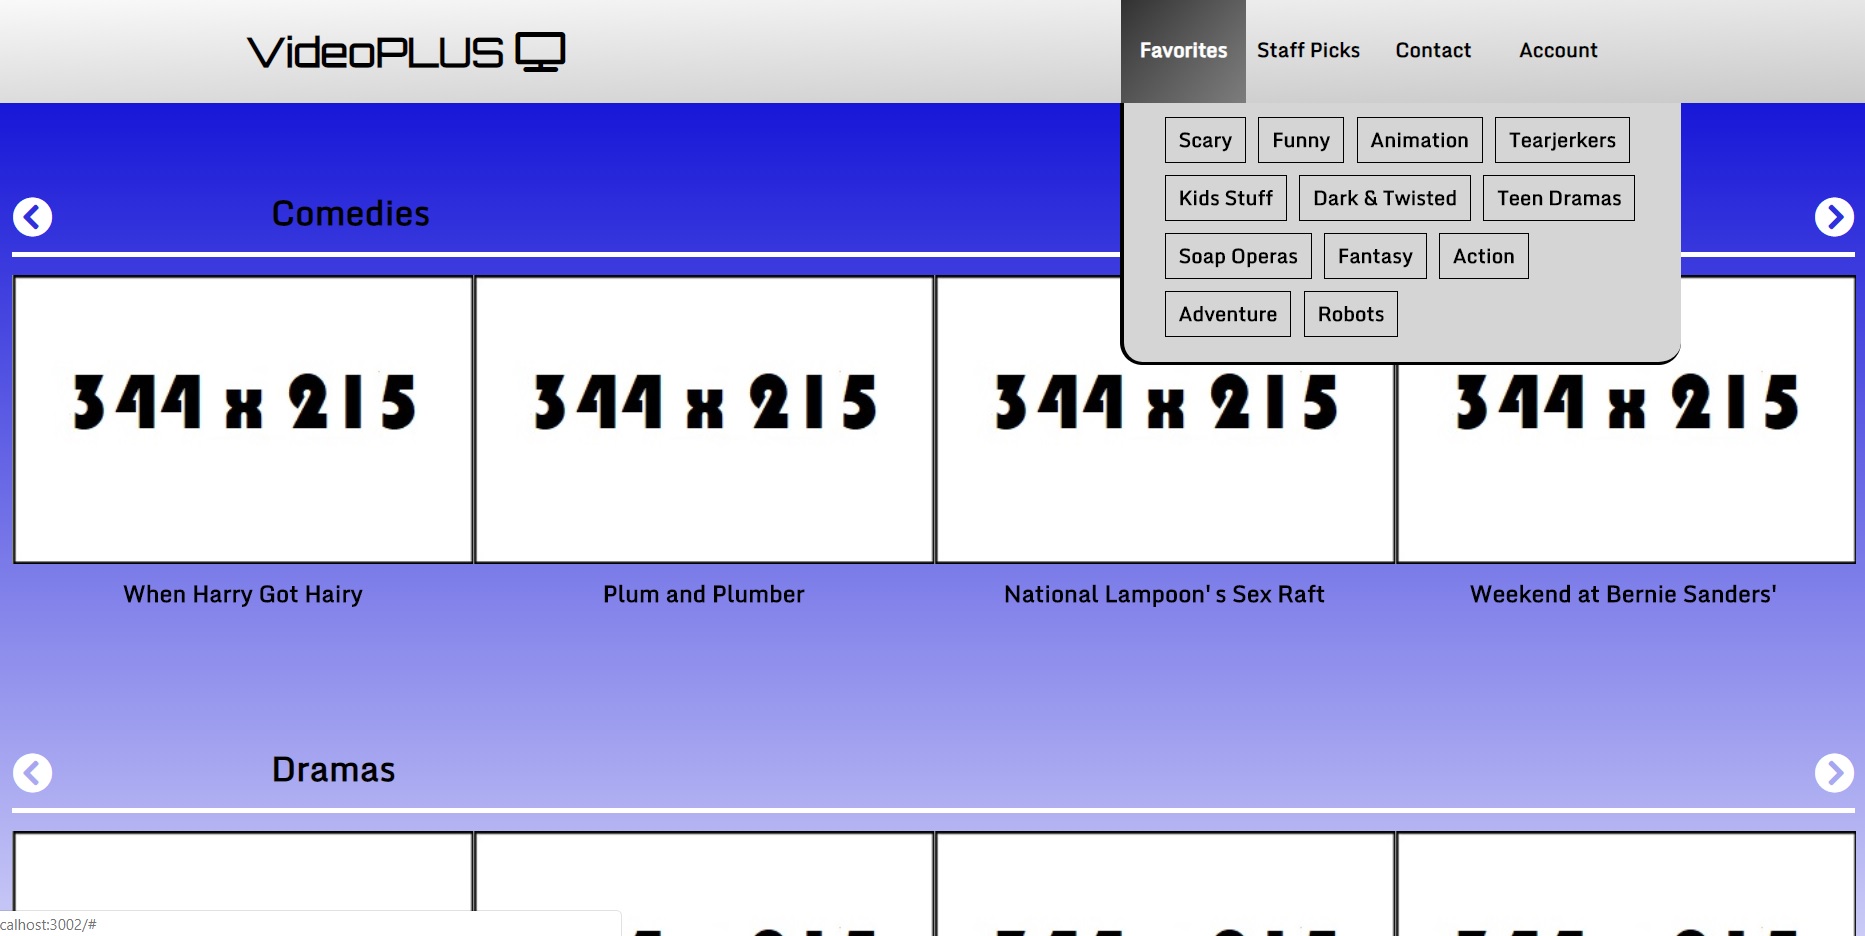 VideoPLUS
Favorites Staff Picks Contact Account
Scary Funny Animation Tearjerkers
Kids Stuff Dark & Twisted Teen Dramas
Soap Operas Fantasy Action
Adventure Robots
Comedies
344 x 215 344 x 215 344 x 215 344 x 215
When Harry Got Hairy Plum and Plumber National Lampoon's Sex Raft Weekend at Bernie Sanders'
Dramas
calhost:3002/#